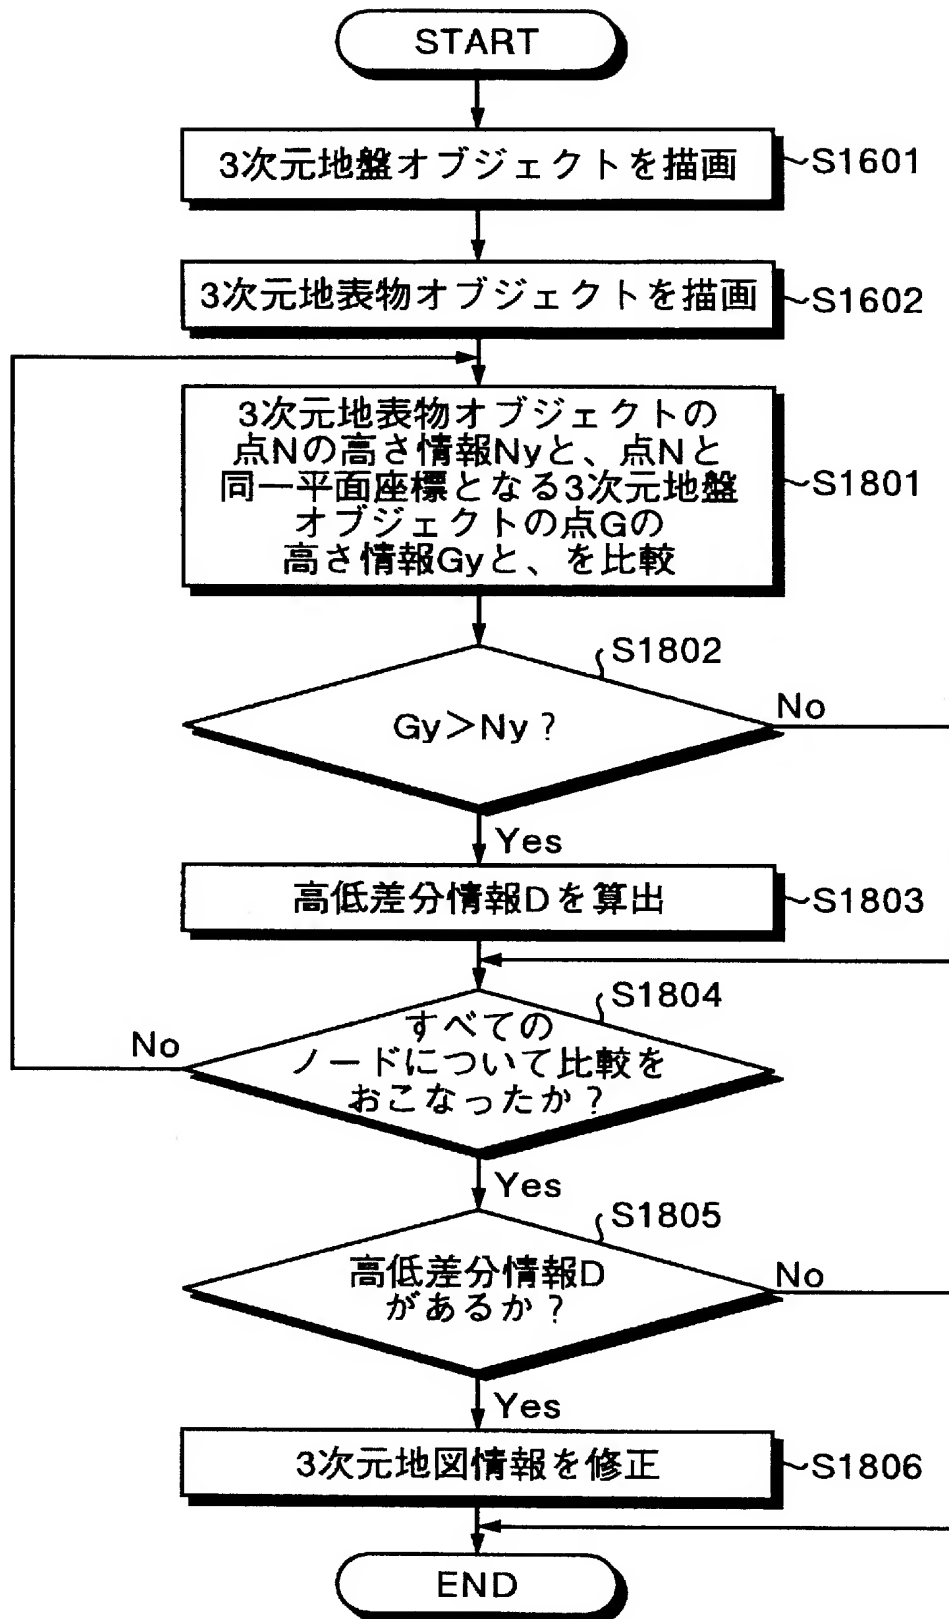 START
3次元地盤オブジェクトを描画
S1601
3次元地表物オブジェクトを描画
S1602
3次元地表物オブジェクトの
点Nの高さ情報Nyと、点Nと
同一平面座標となる3次元地盤
オブジェクトの点Gの
高さ情報Gyと、を比較
S1801
S1802
Gy>Ny?
No
Yes
高低差分情報Dを算出
S1803
S1804
すべての
ノードについて比較を
おこなったか?
No
Yes
S1805
高低差分情報D
があるか?
No
Yes
3次元地図情報を修正
S1806
END